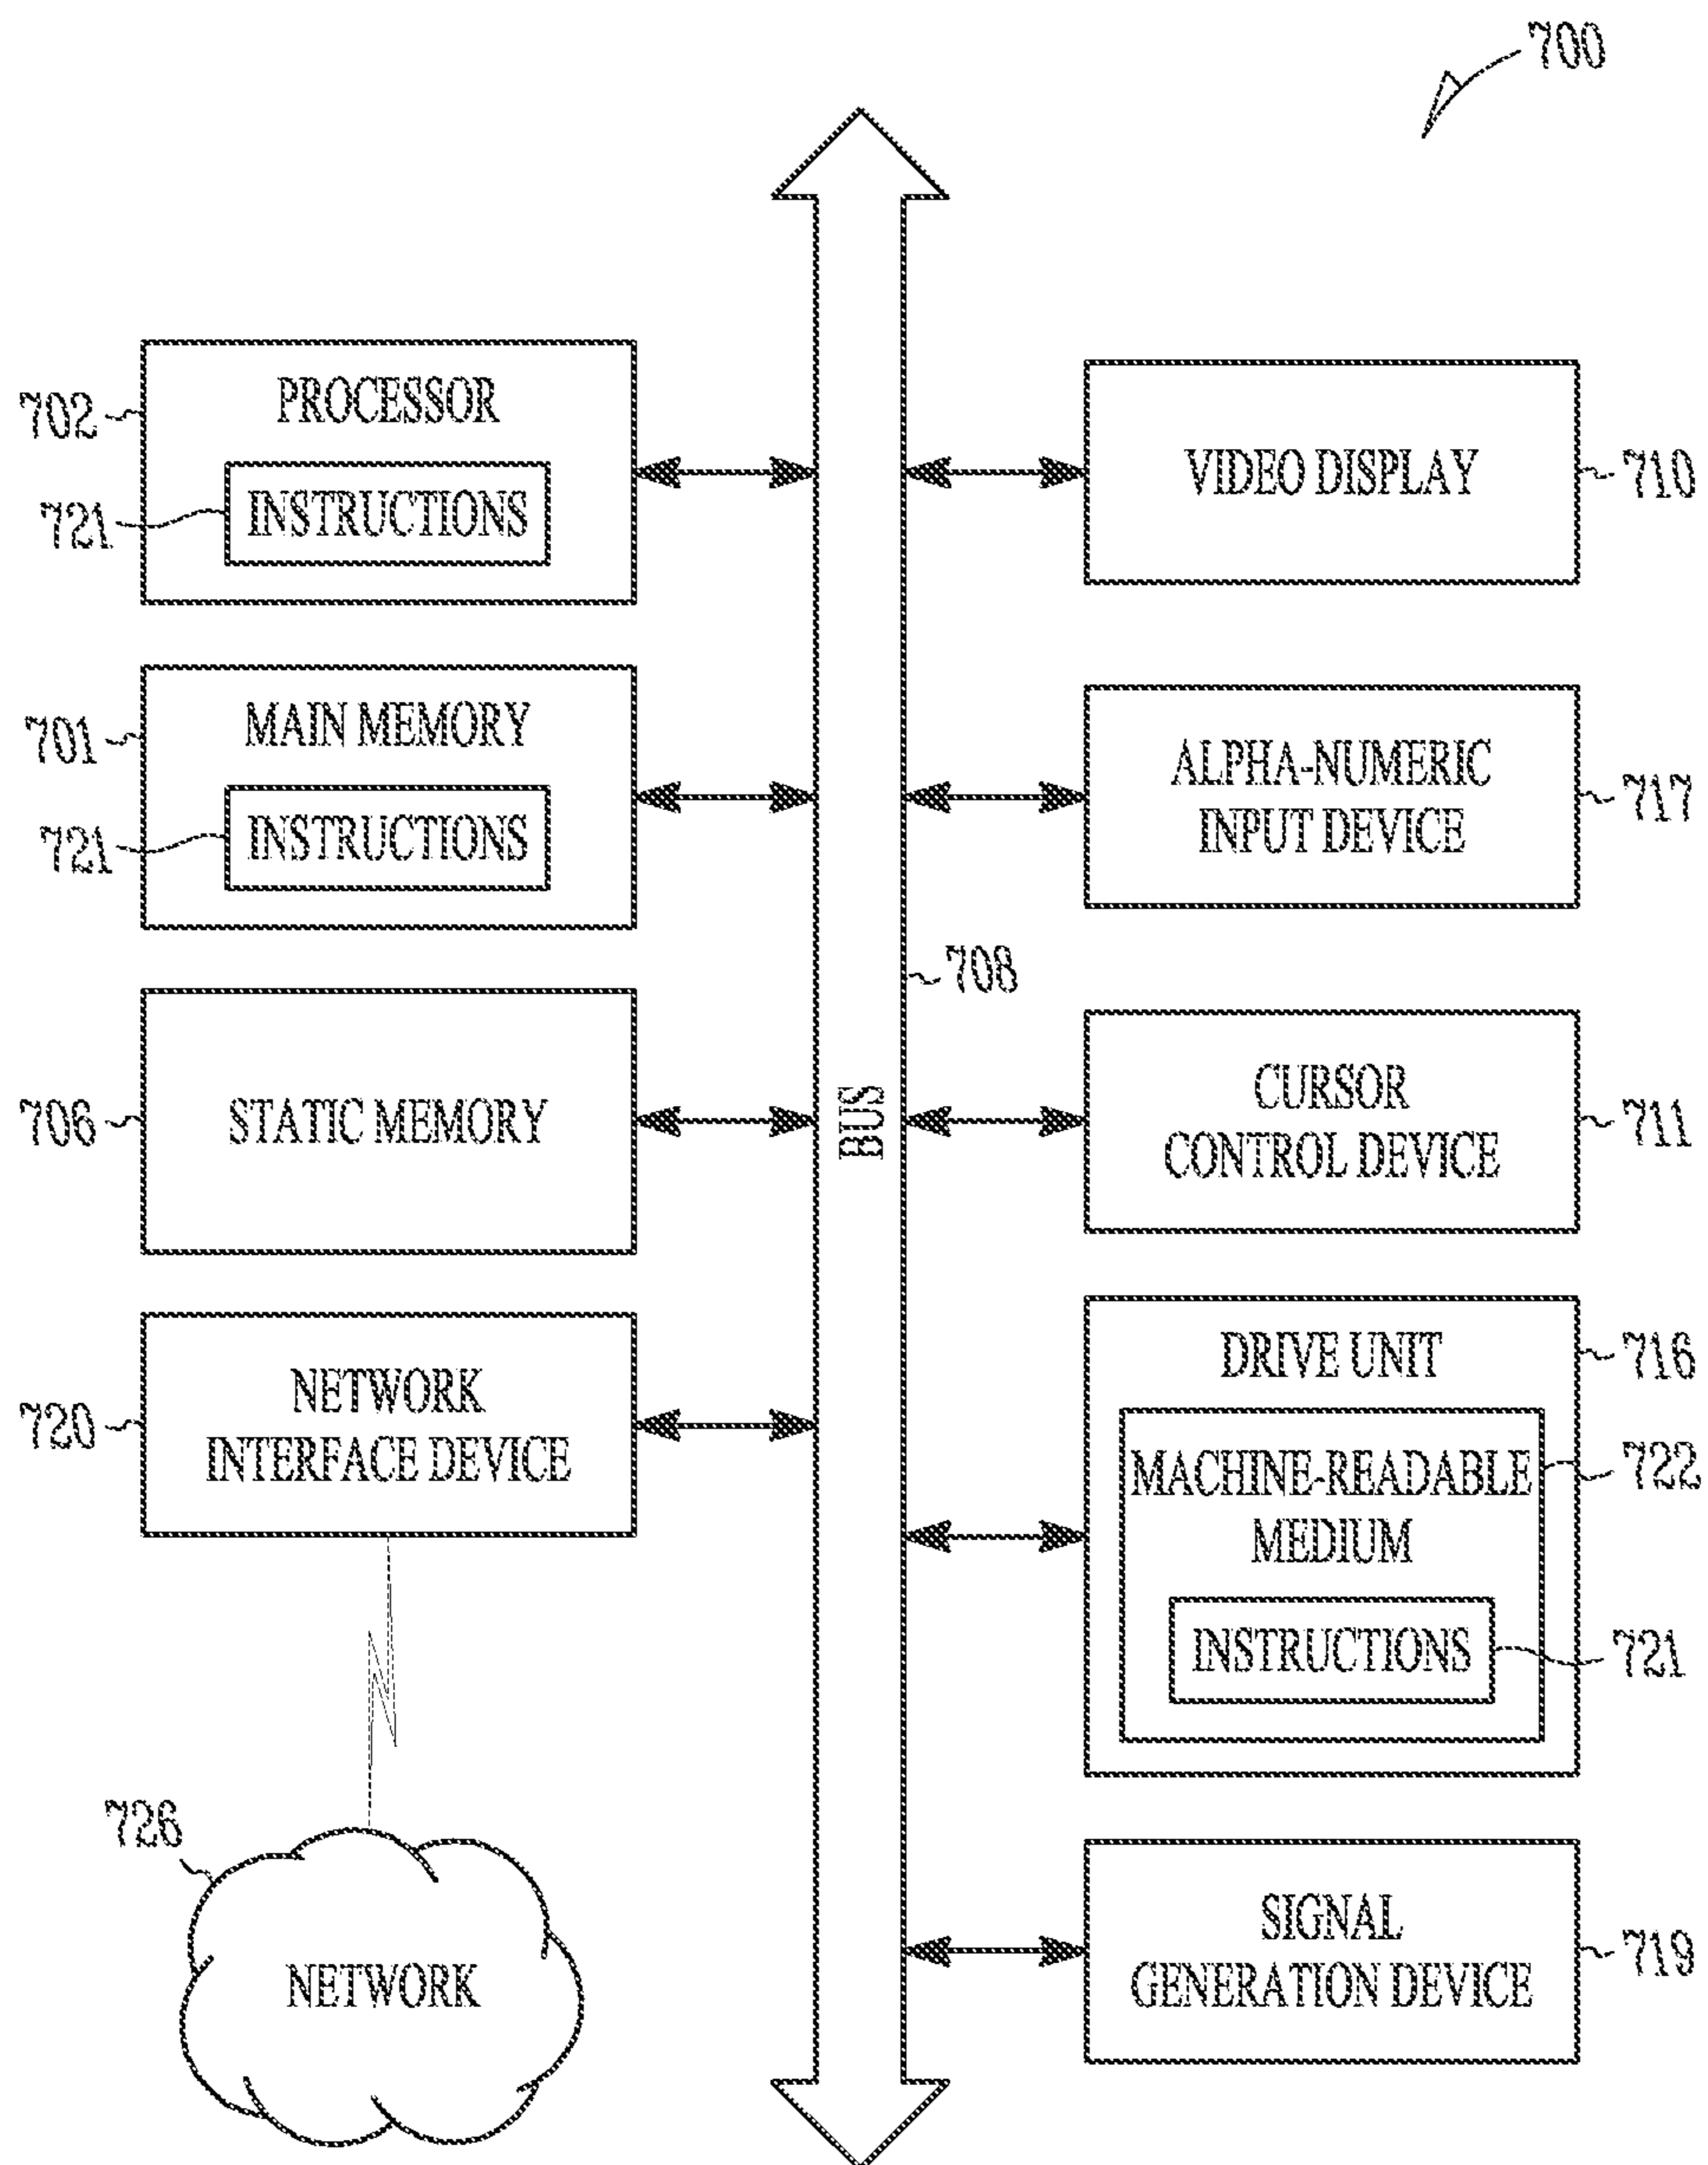 700
702
PROCESSOR
721
INSTRUCTIONS
701
MAIN MEMORY
721
INSTRUCTIONS
706
STATIC MEMORY
720
NETWORK
INTERFACE DEVICE
726
NETWORK
BUS
708
VIDEO DISPLAY
710
ALPHA-NUMERIC
INPUT DEVICE
717
CURSOR
CONTROL DEVICE
711
DRIVE UNIT
716
MACHINE-READABLE
MEDIUM
722
INSTRUCTIONS
721
SIGNAL
GENERATION DEVICE
719